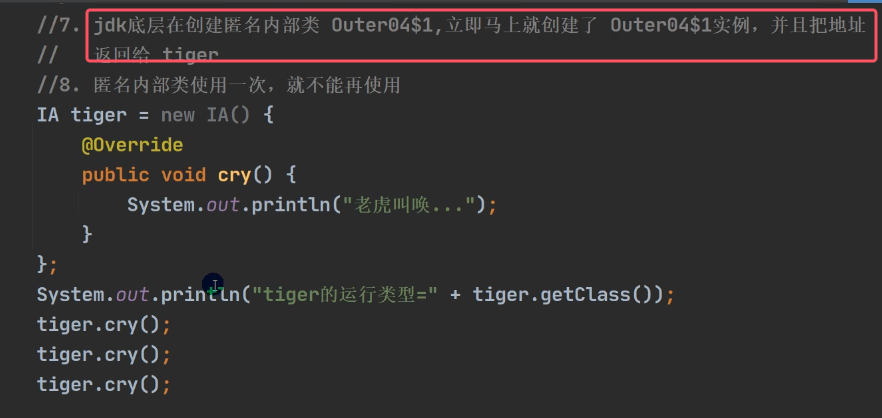 //7. jdk底层在创建匿名内部类 Outer04$1,立即马上就创建了 Outer04$1实例，并且把地址
//   返回给 tiger
//8. 匿名内部类使用一次，就不能再使用
IA tiger = new IA() {
@Override
public void cry() {
System.out.println("老虎叫唤...");
}
};
System.out.println("tiger的运行类型=" + tiger.getClass());
tiger.cry();
tiger.cry();
tiger.cry();